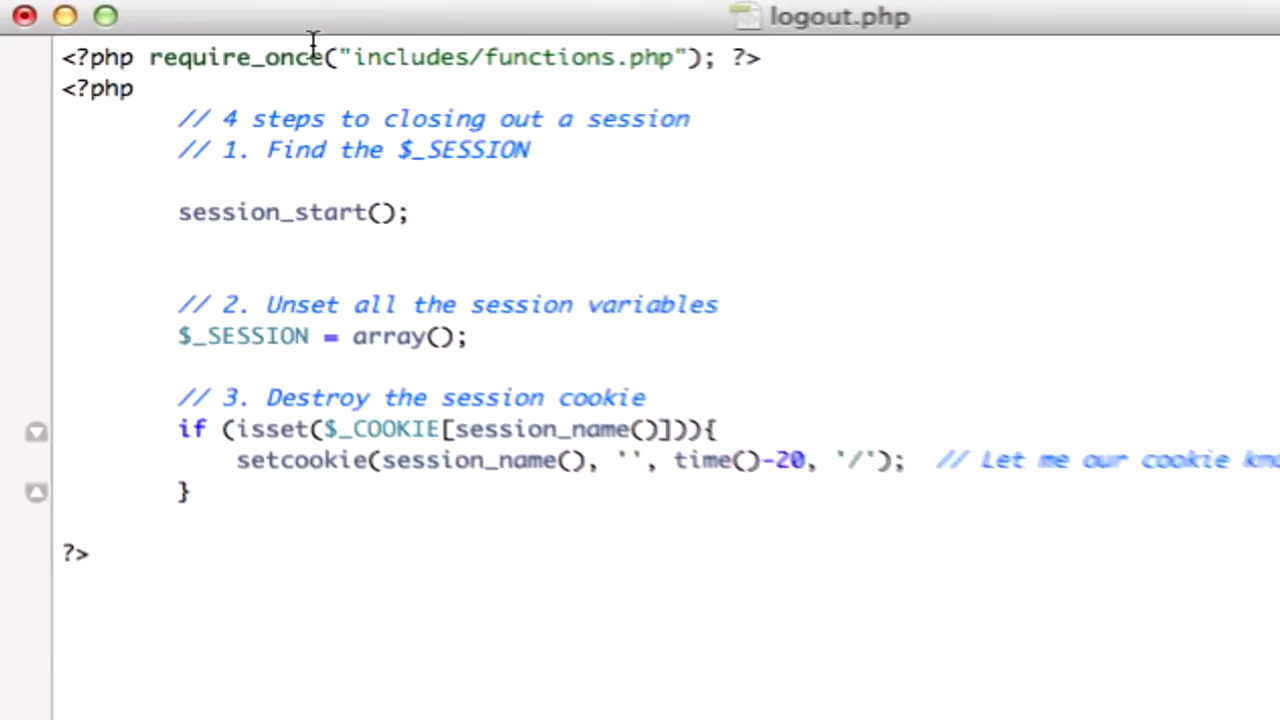 logout.php
<?php require_once("includes/functions.php"); ?>
<?php
// 4 steps to closing out a session
// 1. Find the $_SESSION
session_start();
// 2. Unset all the session variables
$_SESSION = array();
// 3. Destroy the session cookie
if (isset($_COOKIE[session_name()])){
setcookie(session_name(), '', time()-20, '/'); // Let me our cookie
}
?>